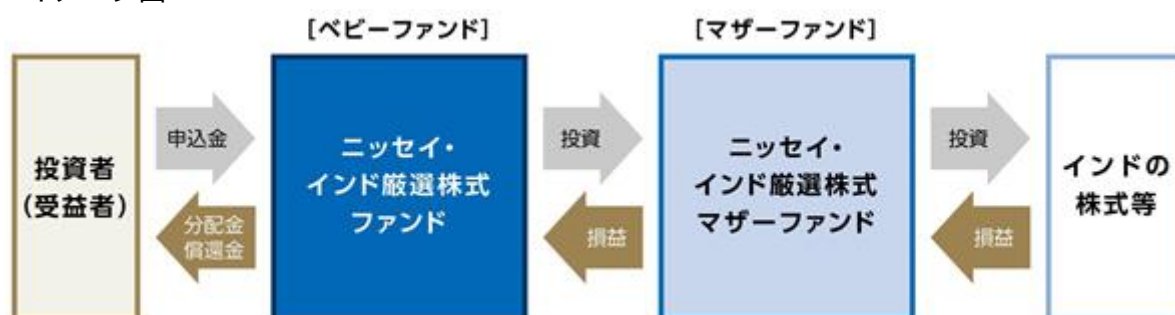 [ベビーファンド]
[マザーファンド]
投資者
(受益者)
申込金
分配金
償還金
ニッセイ・
インド厳選株式
ファンド
投資
損益
ニッセイ・
インド厳選株式
マザーファンド
投資
損益
インドの
株式等